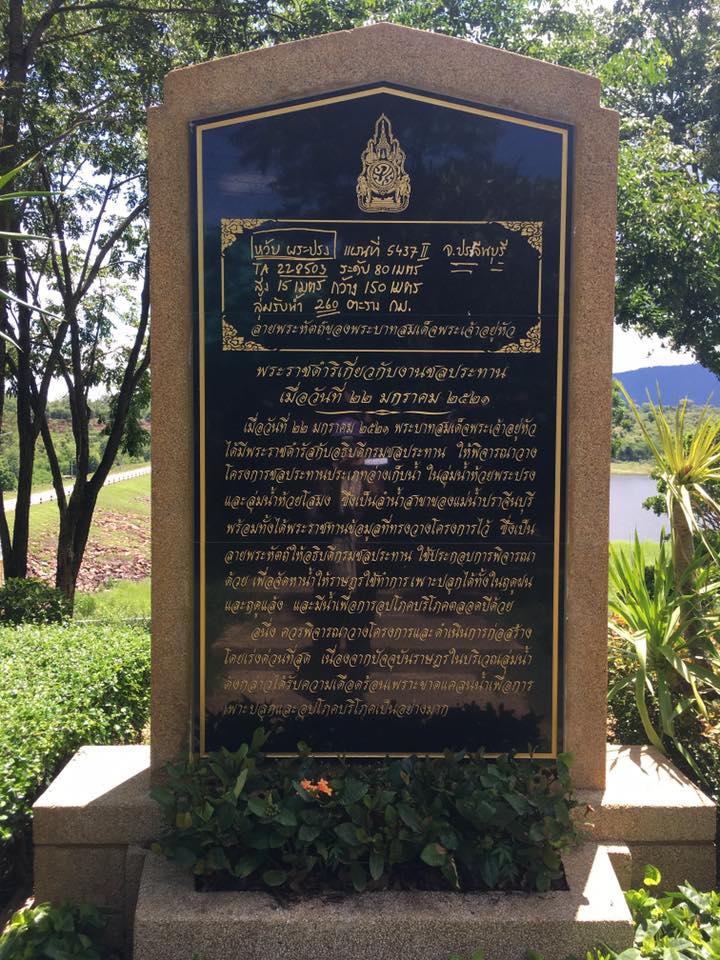 หวัย พระปรง แผนที่ 5437 II จ.ปราจีนบุรี
TA 228503 ระดับ 80 เมตร
สูง 15 เมตร กว้าง 150 เมตร
ลุ่มรับน้ำ 260 ตาราง กม.
ลายพระหัตถ์ของพระบาทสมเด็จพระเจ้าอยู่หัว
พระราชดำริเกี่ยวกับงานชลประทาน
เมื่อวันที่ ๒๒ มกราคม ๒๕๒๑
เมื่อวันที่ ๒๒ มกราคม ๒๕๒๑ พระบาทสมเด็จพระเจ้าอยู่หัว
ได้มีพระราชดำรัสกับอธิบดีกรมชลประทาน ให้พิจารณาวาง
โครงการชลประทานประเภทอ่างเก็บน้ำ ในลุ่มน้ำห้วยพระปรง
และลุ่มน้ำห้วยโสมง ซึ่งเป็นลำน้ำสาขาของแม่น้ำปราจีนบุรี
พร้อมทั้งได้พระราชทานข้อมูลที่ทรงวางโครงการไว้ ซึ่งเป็น
ลายพระหัตถ์ให้อธิบดีกรมชลประทาน ใช้ประกอบการพิจารณา
ด้วย เพื่อจัดหาน้ำให้ราษฎรใช้ทำการเพาะปลูกได้ทั้งในฤดูฝน
และฤดูแล้ง และมีน้ำเพื่อการอุปโภคบริโภคตลอดปีด้วย
อนึ่ง ควรพิจารณาวางโครงการและดำเนินการก่อสร้าง
โดยเร่งด่วนที่สุด เนื่องจากปัจจุบันราษฎรในบริเวณลุ่มน้ำ
ดังกล่าวได้รับความเดือดร้อนเพราะขาดแคลนน้ำเพื่อการ
เพาะปลูกและอุปโภคบริโภคเป็นอย่างมาก